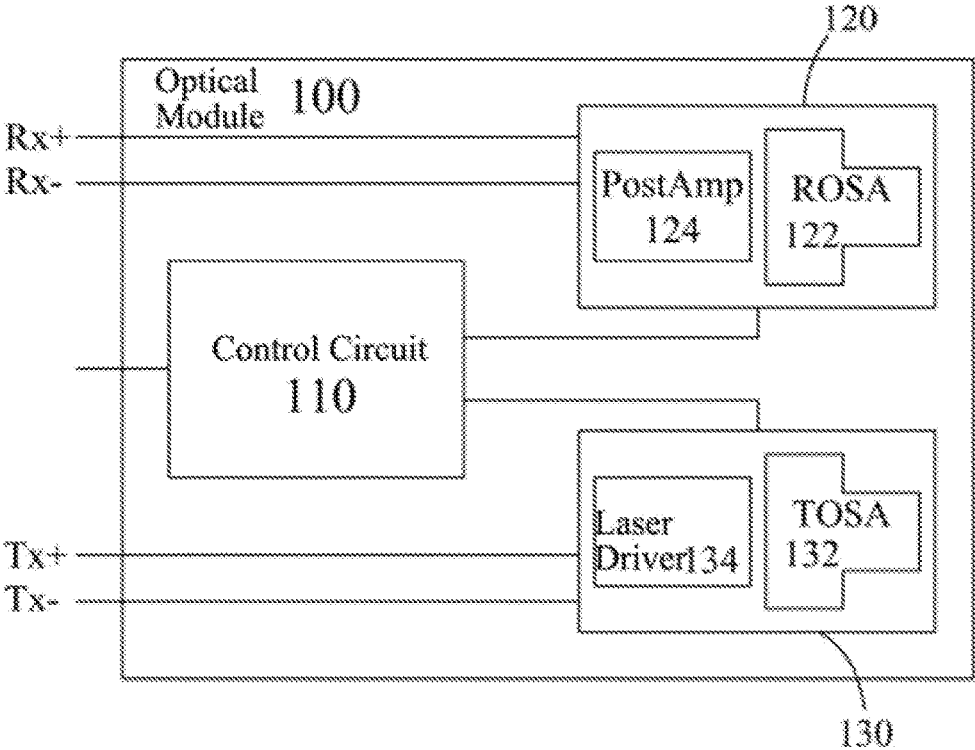 120
Optical
Module 100
Rx+
Rx-
PostAmp
124
ROSA
122
Control Circuit
110
Laser
Driver134
TOSA
132
Tx+
Tx-
130